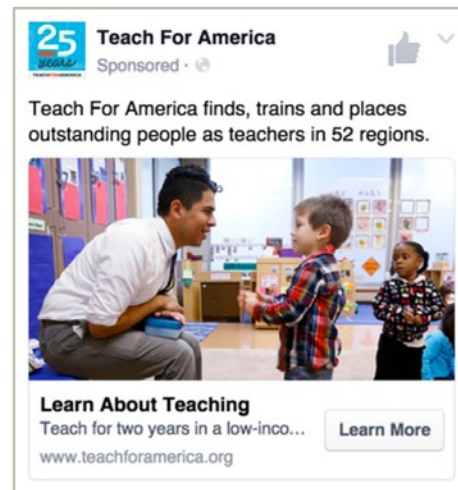 25
years
TEACHFORAMERICA
Teach For America
Sponsored ·
Teach For America finds, trains and places
outstanding people as teachers in 52 regions.
Learn About Teaching
Teach for two years in a low-inco...
Learn More
www.teachforamerica.org